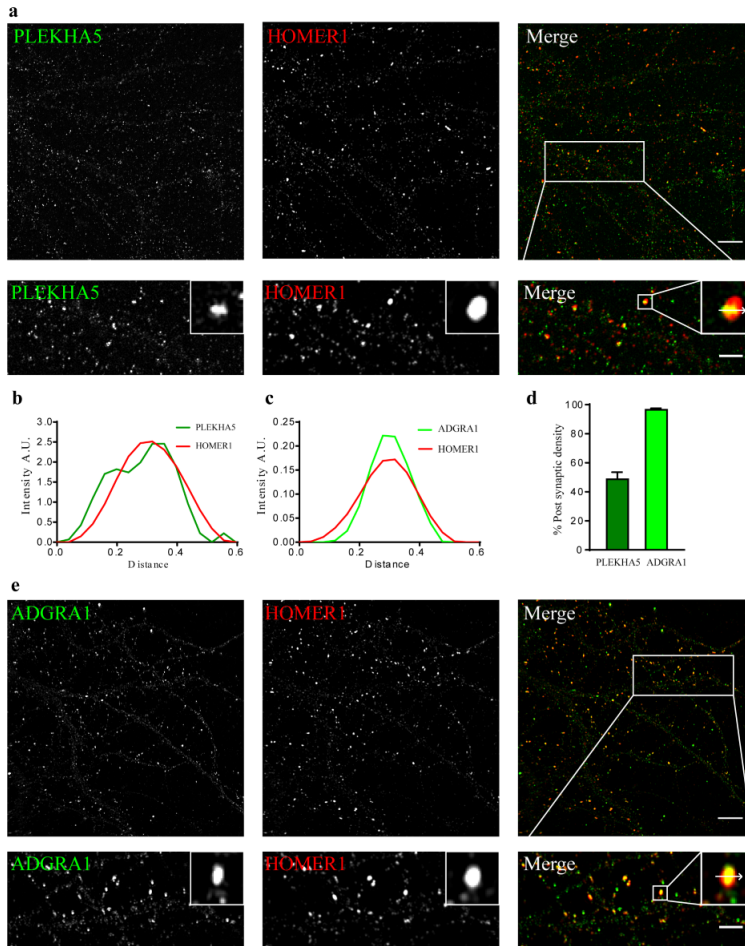 a
PLEKHA5 HOMER1 Merge
PLEKHA5 HOMER1 Merge
b
Intensity A.U.
3.0
2.5
2.0
1.5
1.0
0.5
0.0
0.0 0.2 0.4 0.6
Distance
PLEKHA5
HOMER1
c
Intensity A.U.
0.25
0.20
0.15
0.10
0.05
0.00
0.0 0.2 0.4 0.6
Distance
ADGRA1
HOMER1
d
% Post synaptic density
100
80
60
40
20
0
PLEKHA5 ADGRA1
e
ADGRA1 HOMER1 Merge
ADGRA1 HOMER1 Merge